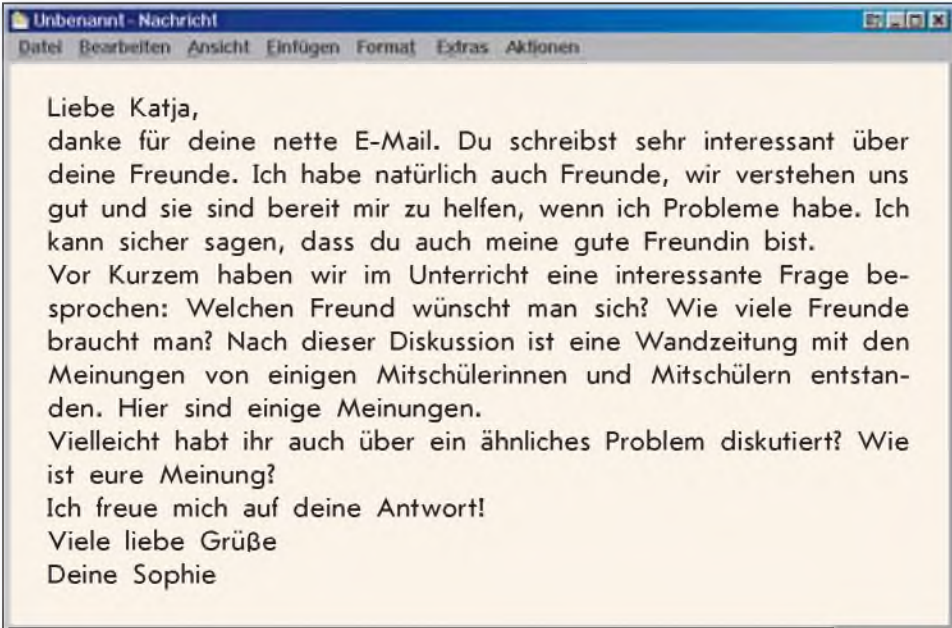 Unbenannt - Nachricht
Datei Bearbeiten Ansicht Einfügen Format Extras Aktionen
Liebe Katja,
danke für deine nette E-Mail. Du schreibst sehr interessant über
deine Freunde. Ich habe natürlich auch Freunde, wir verstehen uns
gut und sie sind bereit mir zu helfen, wenn ich Probleme habe. Ich
kann sicher sagen, dass du auch meine gute Freundin bist.
Vor Kurzem haben wir im Unterricht eine interessante Frage be-
sprochen: Welchen Freund wünscht man sich? Wie viele Freunde
braucht man? Nach dieser Diskussion ist eine Wandzeitung mit den
Meinungen von einigen Mitschülerinnen und Mitschülern entstan-
den. Hier sind einige Meinungen.
Vielleicht habt ihr auch über ein ähnliches Problem diskutiert? Wie
ist eure Meinung?
Ich freue mich auf deine Antwort!
Viele liebe Grüße
Deine Sophie